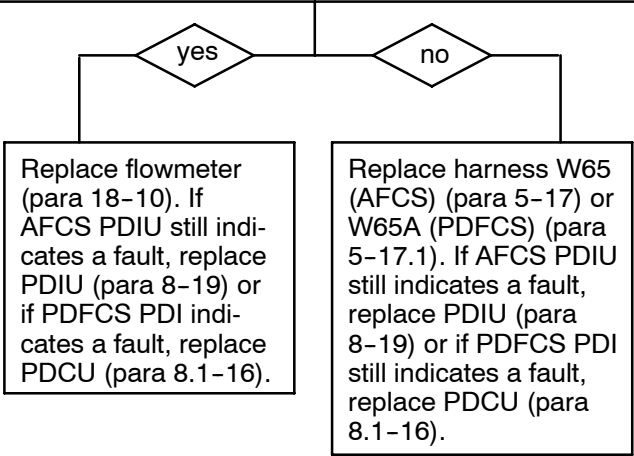 yes
no
Replace flowmeter
(para 18-10). If
AFCS PDIU still indi-
cates a fault, replace
PDIU (para 8-19) or
if PDFCS PDI indi-
cates a fault, replace
PDCU (para 8.1-16).
Replace harness W65
(AFCS) (para 5-17) or
W65A (PDFCS) (para
5-17.1). If AFCS PDIU
still indicates a fault,
replace PDIU (para
8-19) or if PDFCS PDI
still indicates a fault,
replace PDCU (para
8.1-16).